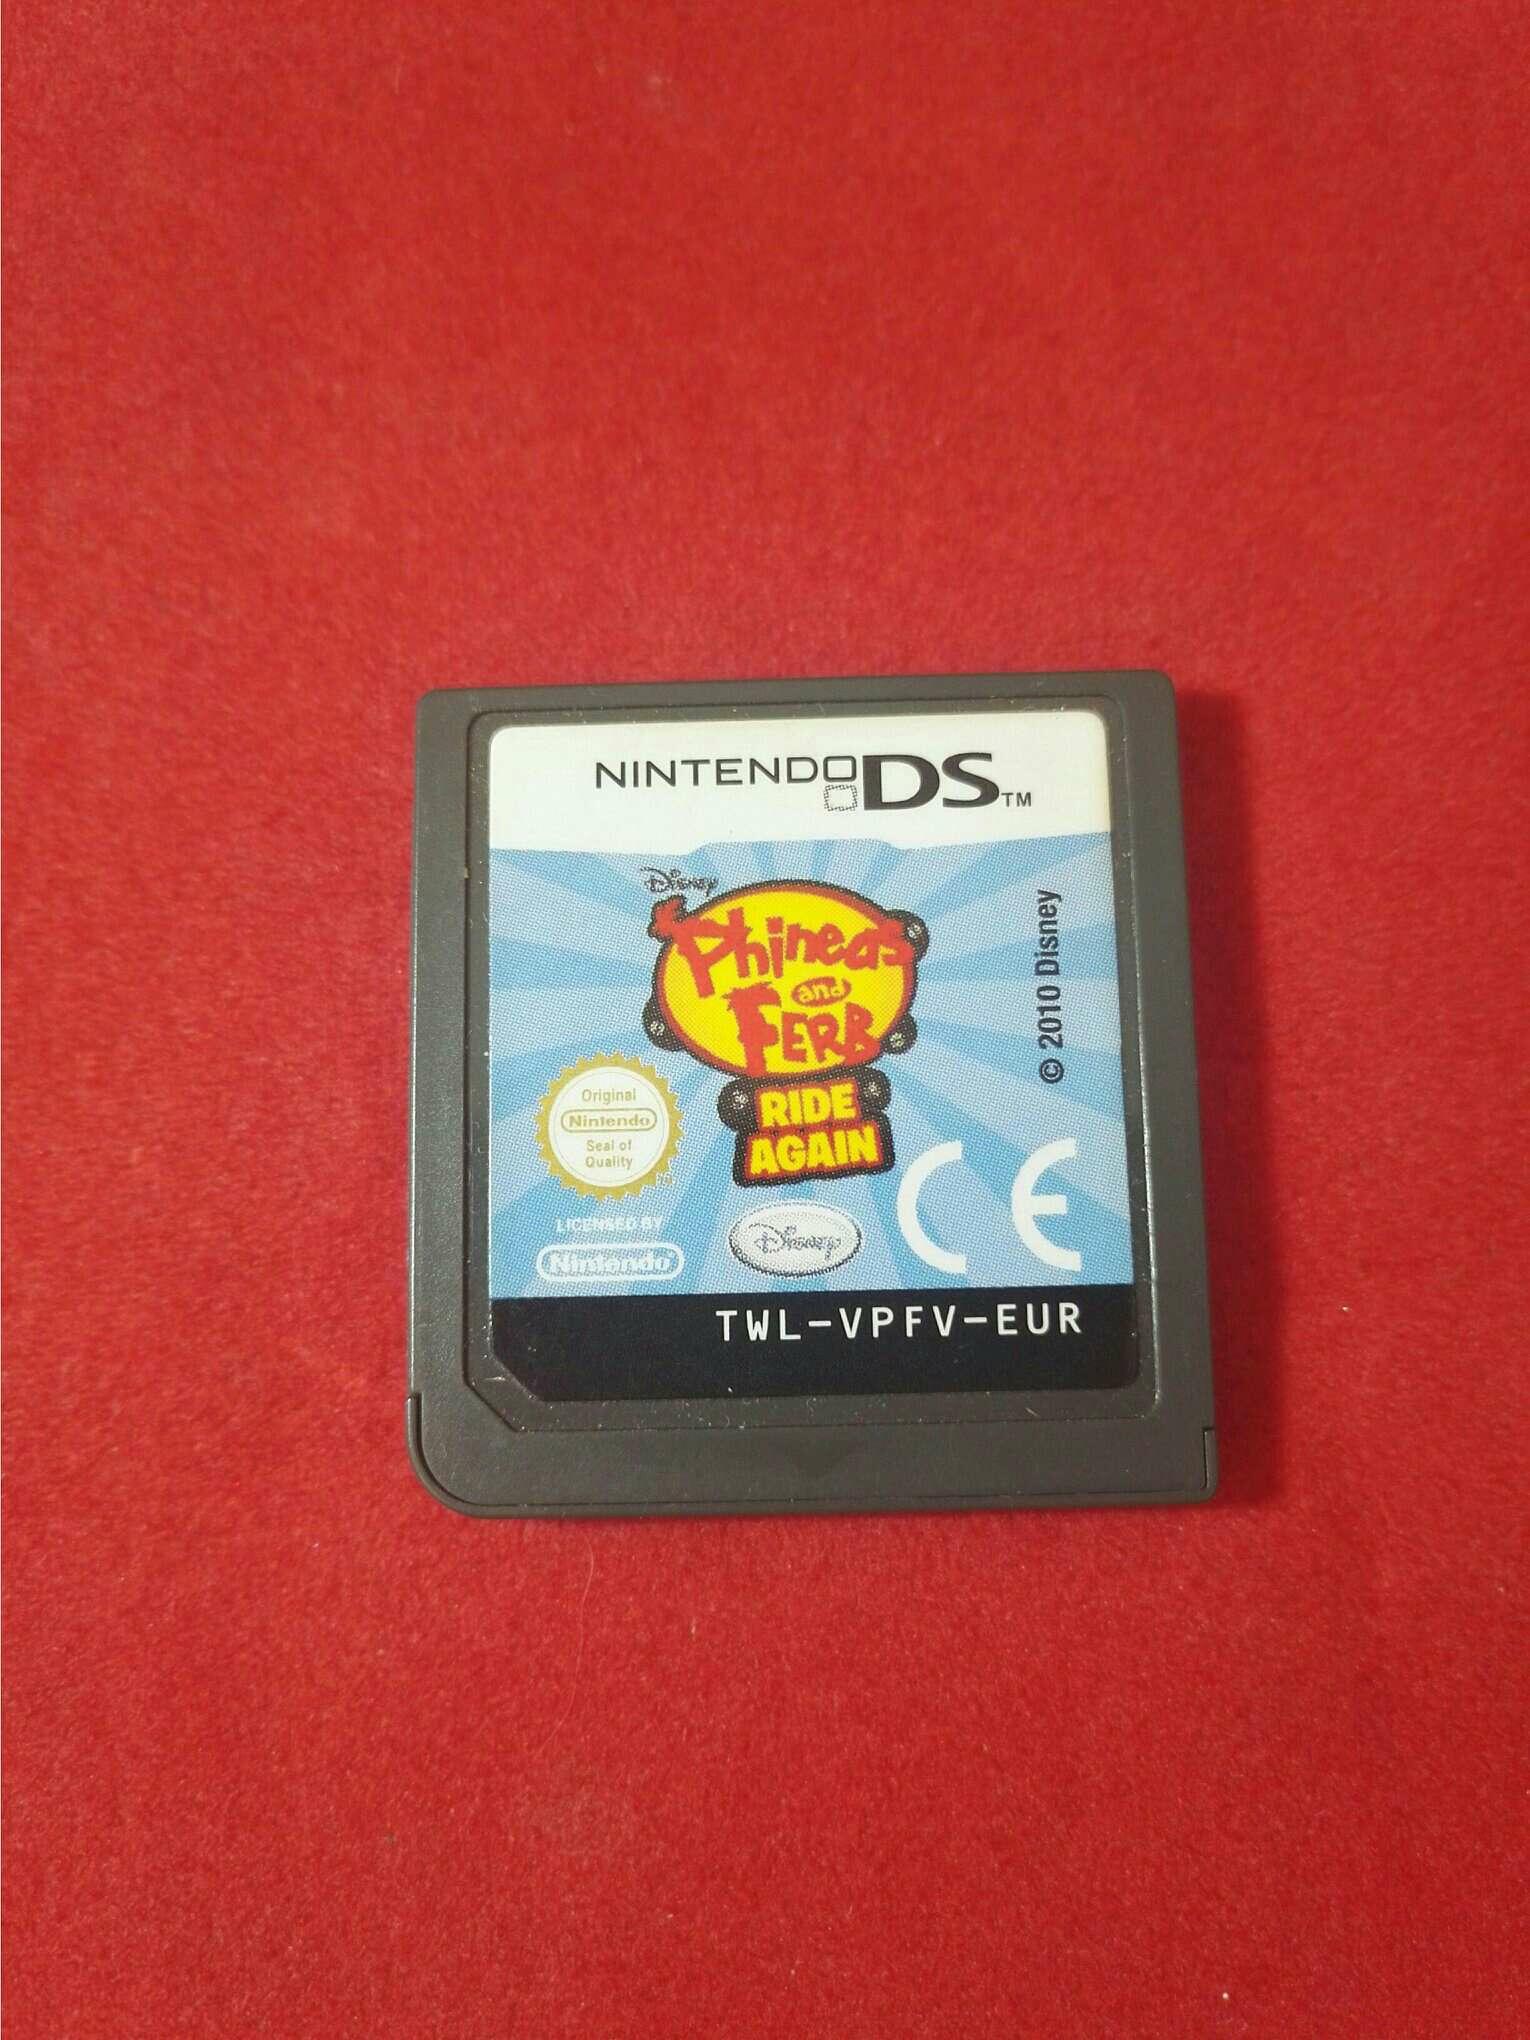 NINTENDO DS TM
Disney
Phineas
and
FERB
RIDE
AGAIN
© 2010 Disney
Original
Nintendo
Seal of
Quality
LICENSED BY
Nintendo
Disney
CE
TWL-VPFV-EUR